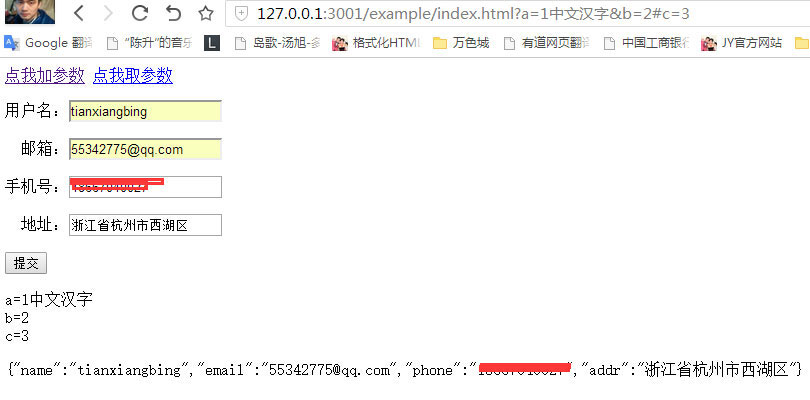 127.0.0.1:3001/example/index.html?a=1中文汉字&b=2#c=3
Google 翻译 "陈升"的音乐 L 岛歌-汤旭-多 格式化HTML 万色城 有道网页翻译 中国工商银行 JY官方网站
点我加参数 点我取参数
用户名：tianxiangbing
邮箱：55342775@qq.com
手机号：
地址：浙江省杭州市西湖区
提交
a=1中文汉字
b=2
c=3
{"name":"tianxiangbing","email":"55342775@qq.com","phone":"","addr":"浙江省杭州市西湖区"}